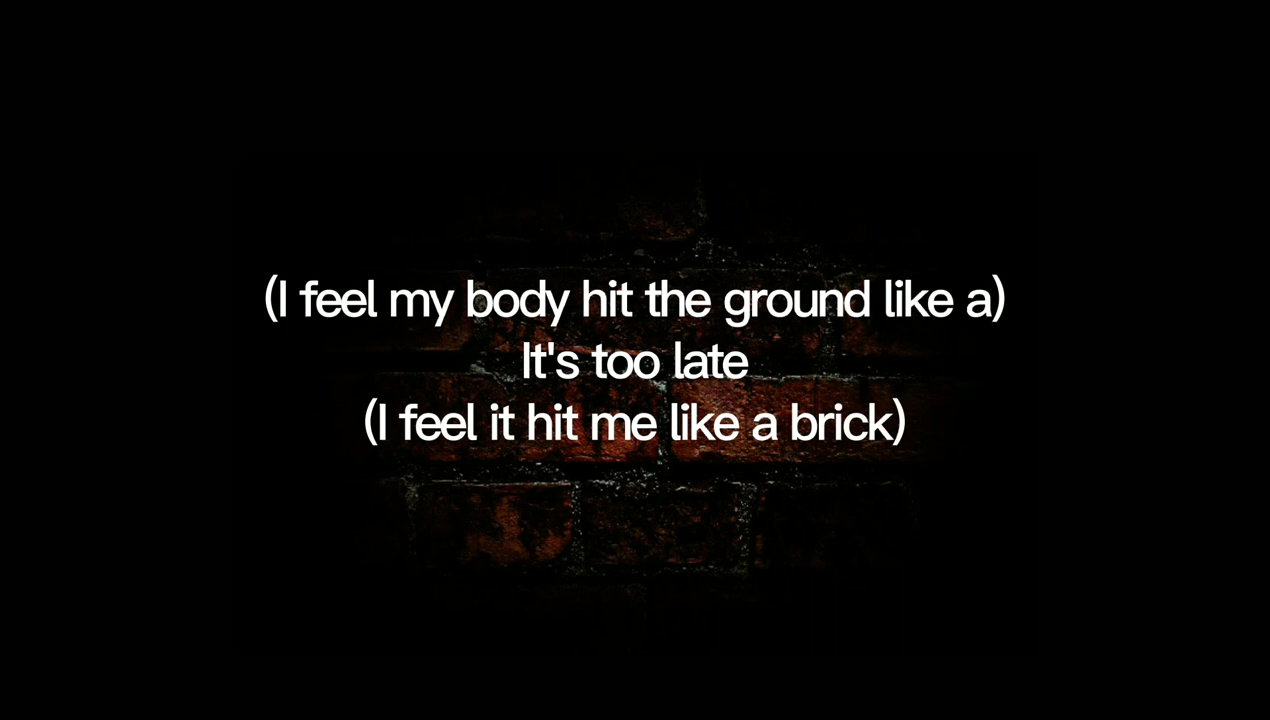 (I feel my body hit the ground like a)
It's too late
(I feel it hit me like a brick)